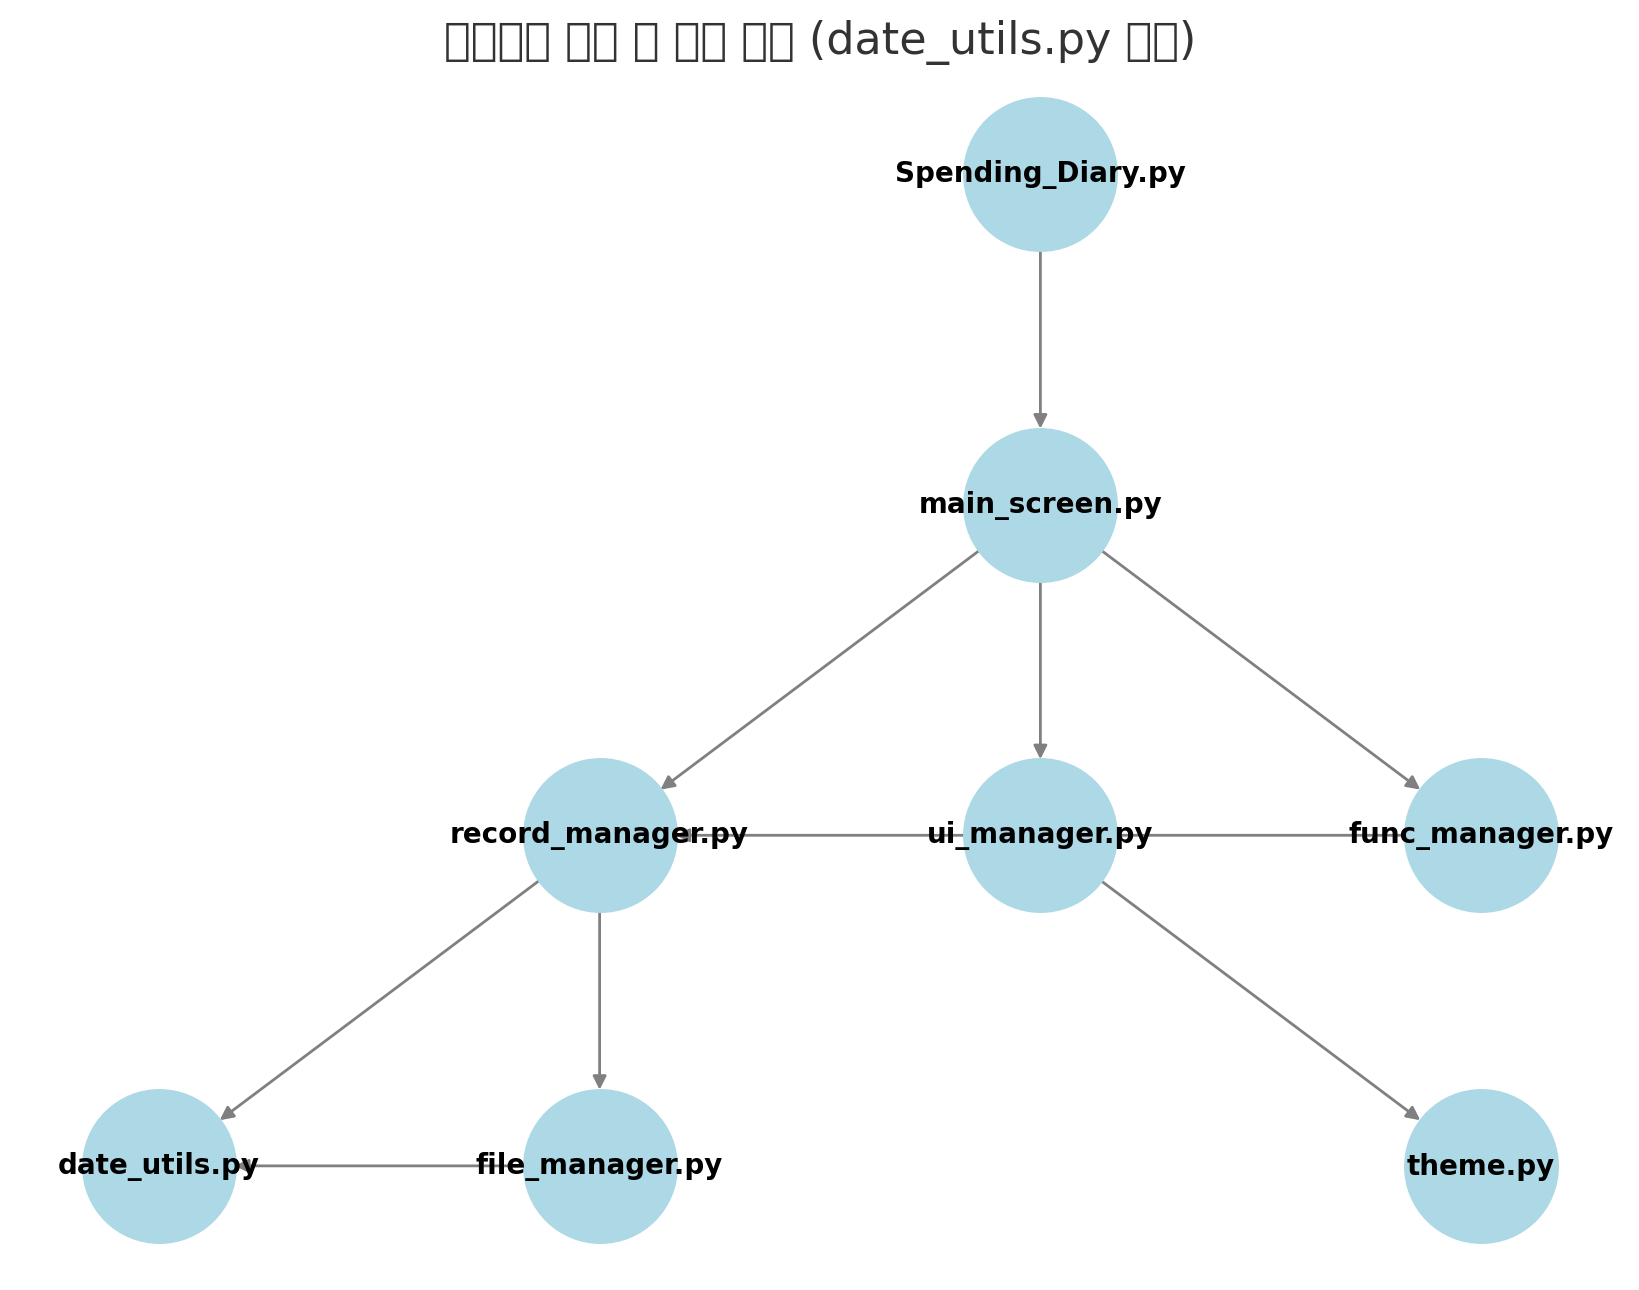 (date_utils.py
Spending_Diary.py
main_screen.py
record_manager.py
ui_manager.py
func_manager.py
date_utils.py
file_manager.py
theme.py